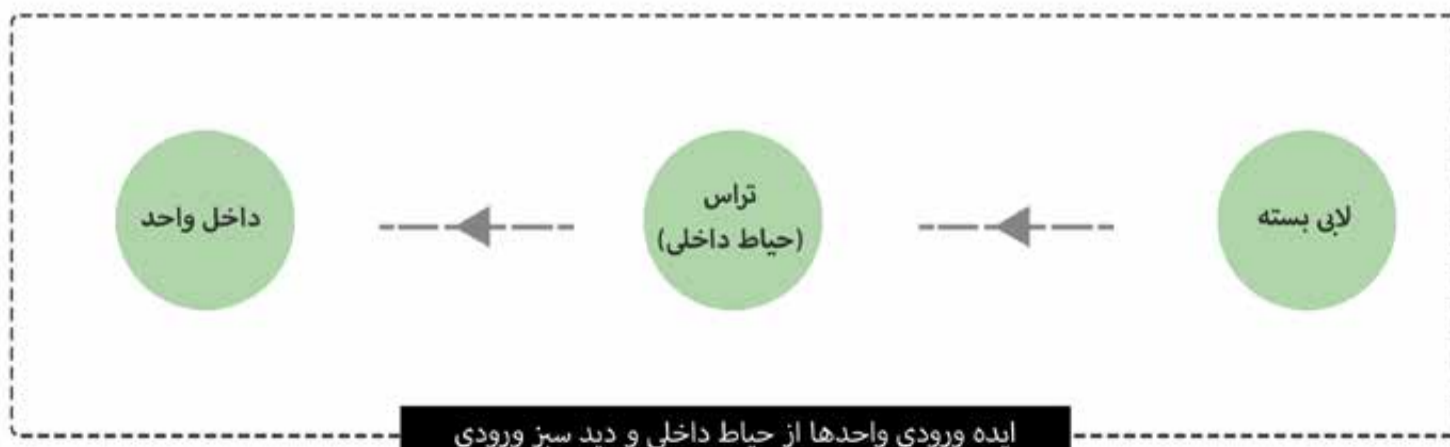 لابی بسته
تراس
(حیاط داخلی)
داخل واحد
ایده ورودی واحدها از حیاط داخلی و دید سبز ورودی